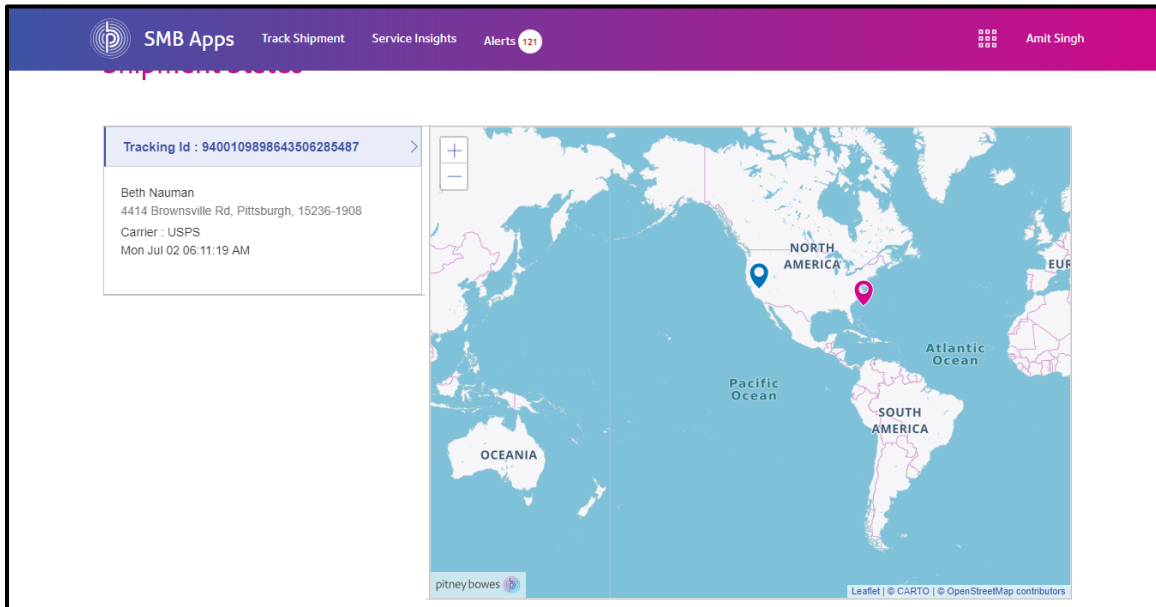 SMB Apps Track Shipment Service Insights Alerts 121 Amit Singh
Shipment States
Tracking Id : 9400109898643506285487
Beth Nauman
4414 Brownsville Rd, Pittsburgh, 15236-1908
Carrier : USPS
Mon Jul 02 06:11:19 AM
+
−
NORTH
AMERICA
EUR
Atlantic
Ocean
Pacific
Ocean
SOUTH
AMERICA
OCEANIA
pitney bowes
Leaflet | © CARTO | © OpenStreetMap contributors